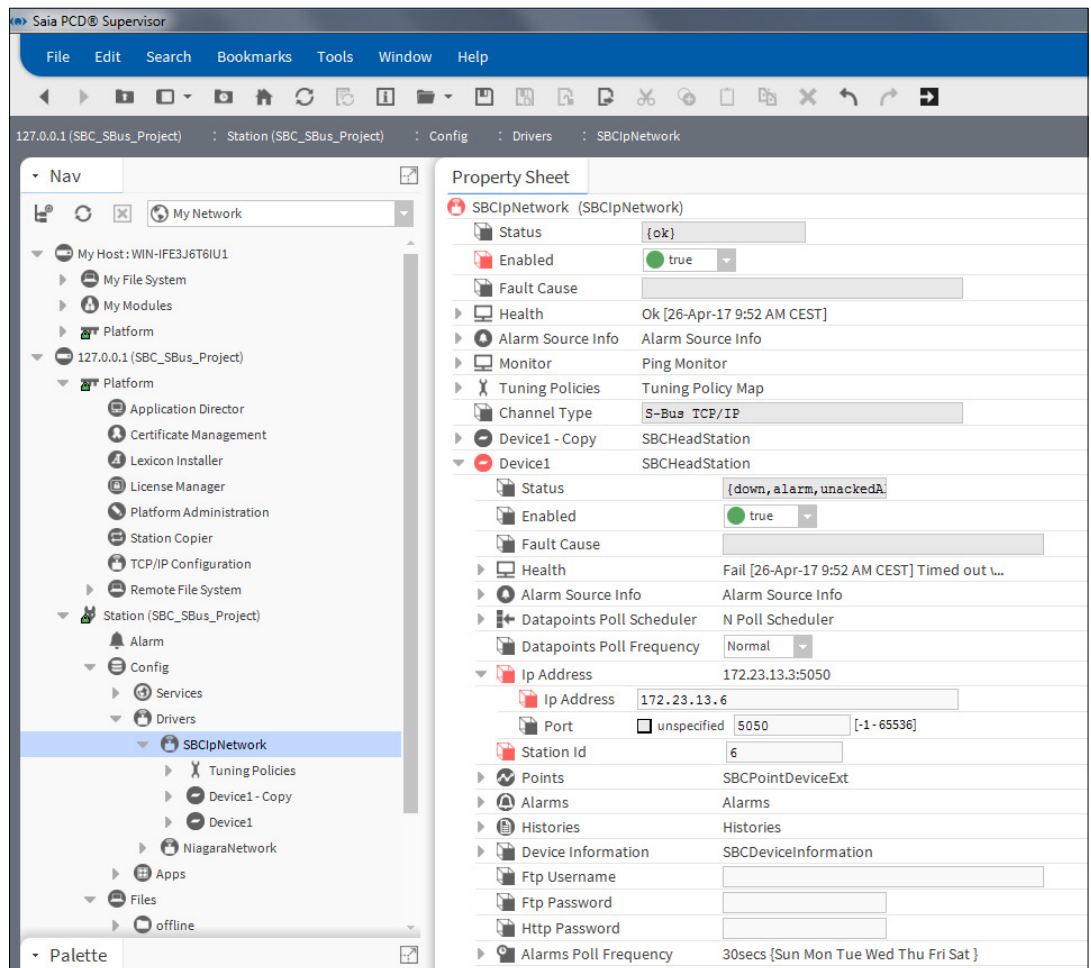 Saia PCD® Supervisor
File Edit Search Bookmarks Tools Window Help
127.0.0.1 (SBC_SBus_Project) : Station (SBC_SBus_Project) : Config : Drivers : SBCIpNetwork
Nav
My Network
My Host : WIN-IFE3J6T6IU1
My File System
My Modules
Platform
127.0.0.1 (SBC_SBus_Project)
Platform
Application Director
Certificate Management
Lexicon Installer
License Manager
Platform Administration
Station Copier
TCP/IP Configuration
Remote File System
Station (SBC_SBus_Project)
Alarm
Config
Services
Drivers
SBCIpNetwork
Tuning Policies
Device1 - Copy
Device1
NiagaraNetwork
Apps
Files
offline
Palette
Property Sheet
SBCIpNetwork (SBCIpNetwork)
Status {ok}
Enabled true
Fault Cause
Health Ok [26-Apr-17 9:52 AM CEST]
Alarm Source Info Alarm Source Info
Monitor Ping Monitor
Tuning Policies Tuning Policy Map
Channel Type S-Bus TCP/IP
Device1 - Copy SBCHeadStation
Device1 SBCHeadStation
Status {down,alarm,unackedA
Enabled true
Fault Cause
Health Fail [26-Apr-17 9:52 AM CEST] Timed out ...
Alarm Source Info Alarm Source Info
Datapoints Poll Scheduler N Poll Scheduler
Datapoints Poll Frequency Normal
Ip Address 172.23.13.3:5050
Ip Address 172.23.13.6
Port unspecified 5050 [-1 - 65536]
Station Id 6
Points SBCPointDeviceExt
Alarms Alarms
Histories Histories
Device Information SBCDeviceInformation
Ftp Username
Ftp Password
Http Password
Alarms Poll Frequency 30secs {Sun Mon Tue Wed Thu Fri Sat }